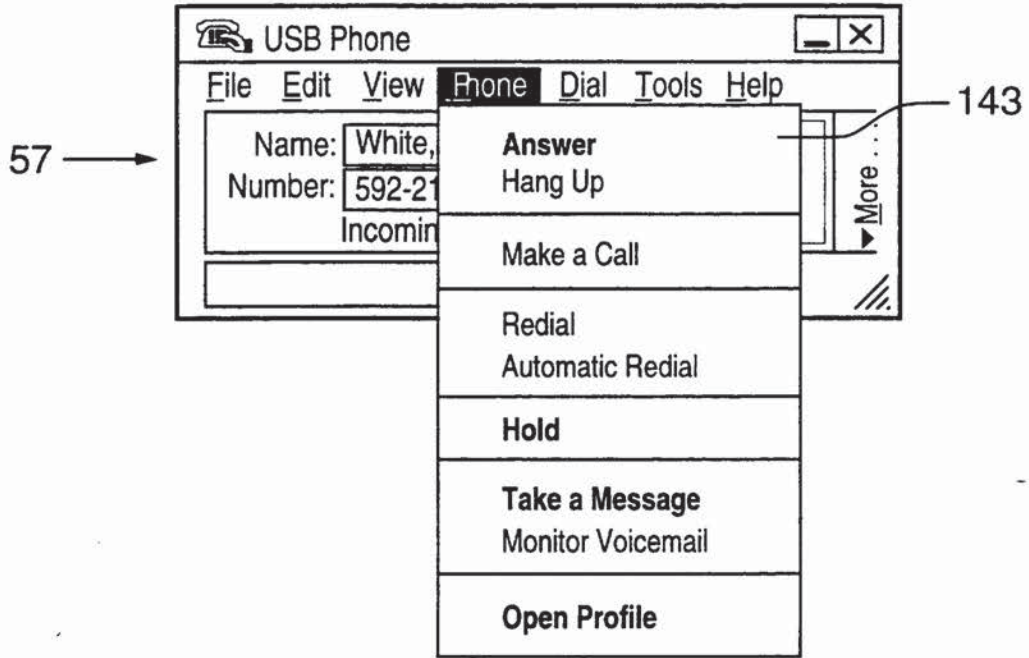 USB Phone
File Edit View Phone Dial Tools Help
143
57
Name: White,
Number: 592-21
Incomin
More . . .
Answer
Hang Up
Make a Call
Redial
Automatic Redial
Hold
Take a Message
Monitor Voicemail
Open Profile